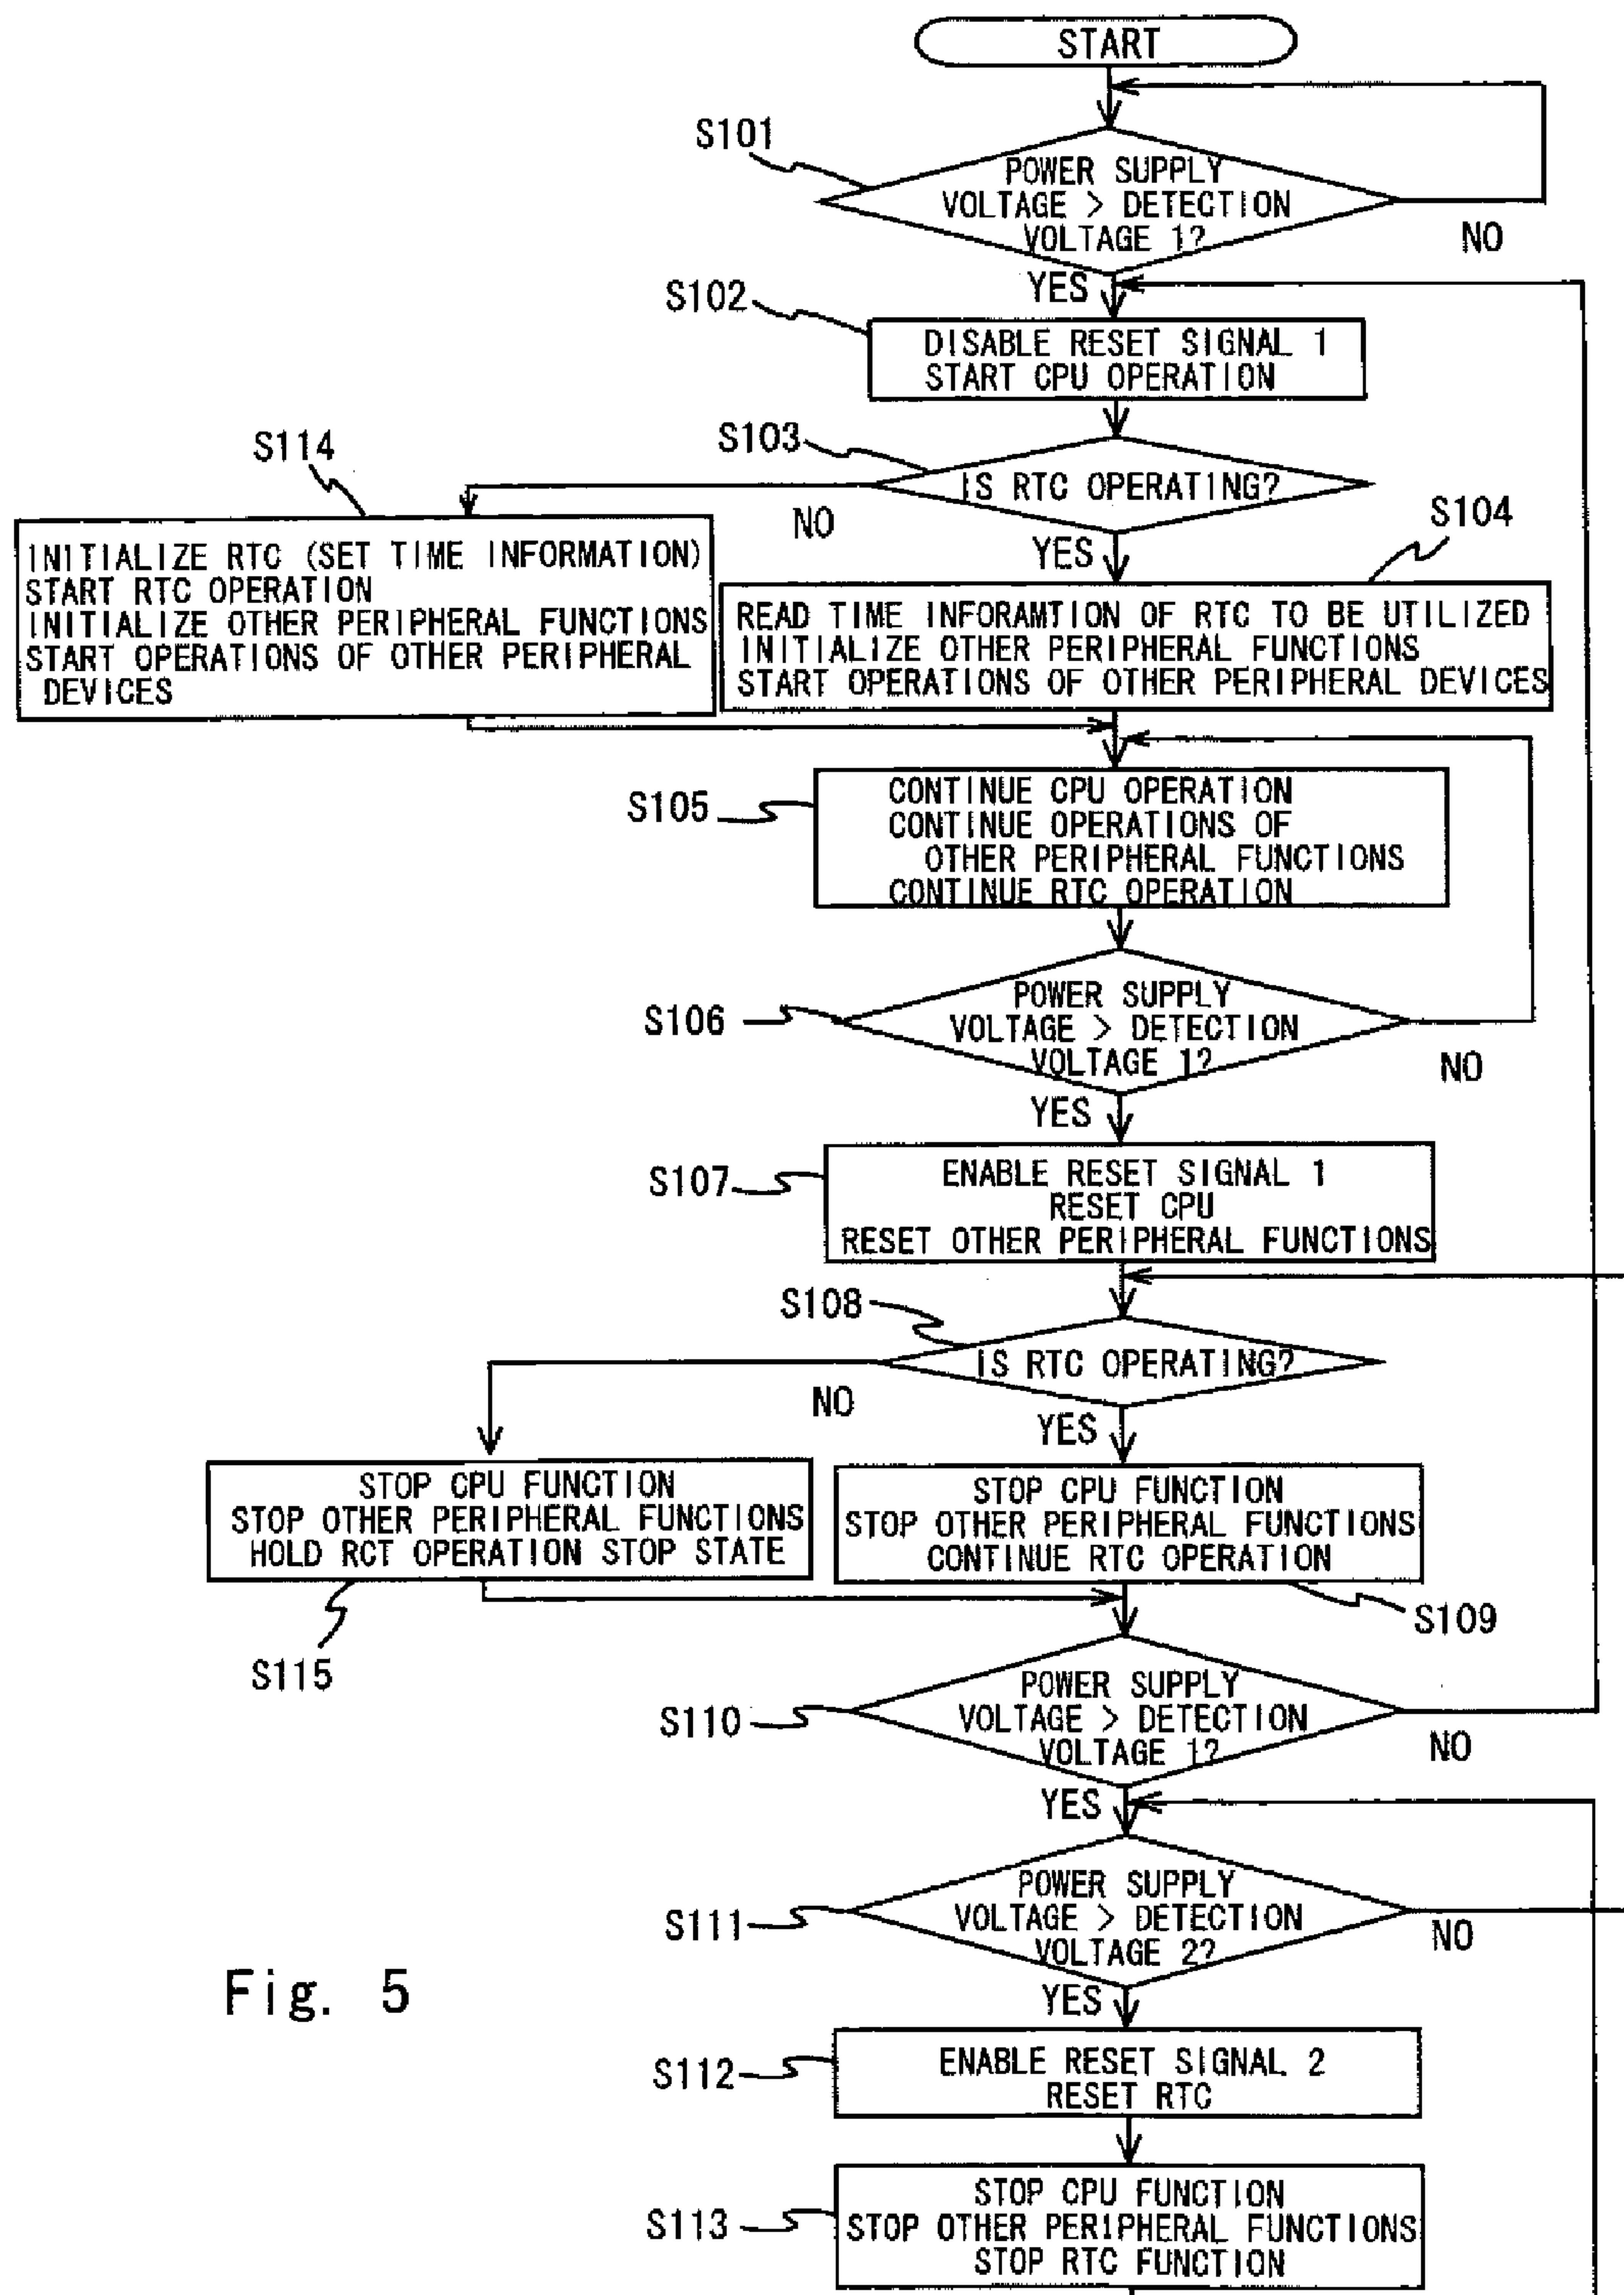 START
S101
POWER SUPPLY
VOLTAGE > DETECTION
VOLTAGE 1?
NO
YES
S102
DISABLE RESET SIGNAL 1
START CPU OPERATION
S103
IS RTC OPERATING?
NO
YES
S114
INITIALIZE RTC (SET TIME INFORMATION)
START RTC OPERATION
INITIALIZE OTHER PERIPHERAL FUNCTIONS
START OPERATIONS OF OTHER PERIPHERAL
DEVICES
S104
READ TIME INFORAMTION OF RTC TO BE UTILIZED
INITIALIZE OTHER PERIPHERAL FUNCTIONS
START OPERATIONS OF OTHER PERIPHERAL DEVICES
S105
CONTINUE CPU OPERATION
CONTINUE OPERATIONS OF
OTHER PERIPHERAL FUNCTIONS
CONTINUE RTC OPERATION
S106
POWER SUPPLY
VOLTAGE > DETECTION
VOLTAGE 1?
NO
YES
S107
ENABLE RESET SIGNAL 1
RESET CPU
RESET OTHER PERIPHERAL FUNCTIONS
S108
IS RTC OPERATING?
NO
YES
STOP CPU FUNCTION
STOP OTHER PERIPHERAL FUNCTIONS
HOLD RCT OPERATION STOP STATE
S115
STOP CPU FUNCTION
STOP OTHER PERIPHERAL FUNCTIONS
CONTINUE RTC OPERATION
S109
S110
POWER SUPPLY
VOLTAGE > DETECTION
VOLTAGE 1?
NO
YES
S111
POWER SUPPLY
VOLTAGE > DETECTION
VOLTAGE 2?
NO
YES
Fig. 5
S112
ENABLE RESET SIGNAL 2
RESET RTC
S113
STOP CPU FUNCTION
STOP OTHER PERIPHERAL FUNCTIONS
STOP RTC FUNCTION